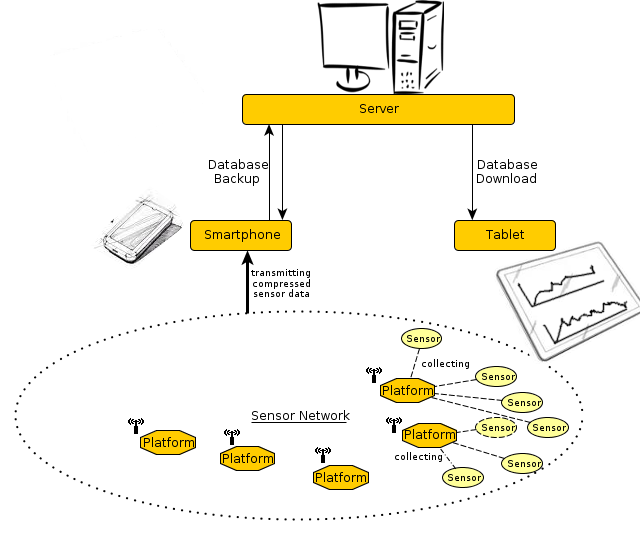 Server
Database
Backup
Database
Download
Smartphone
Tablet
transmitting
compressed
sensor data
Sensor
collecting
Sensor
Platform
Sensor
Sensor Network
Sensor
Sensor
Platform
Platform
collecting
Platform
Sensor
Sensor
Platform